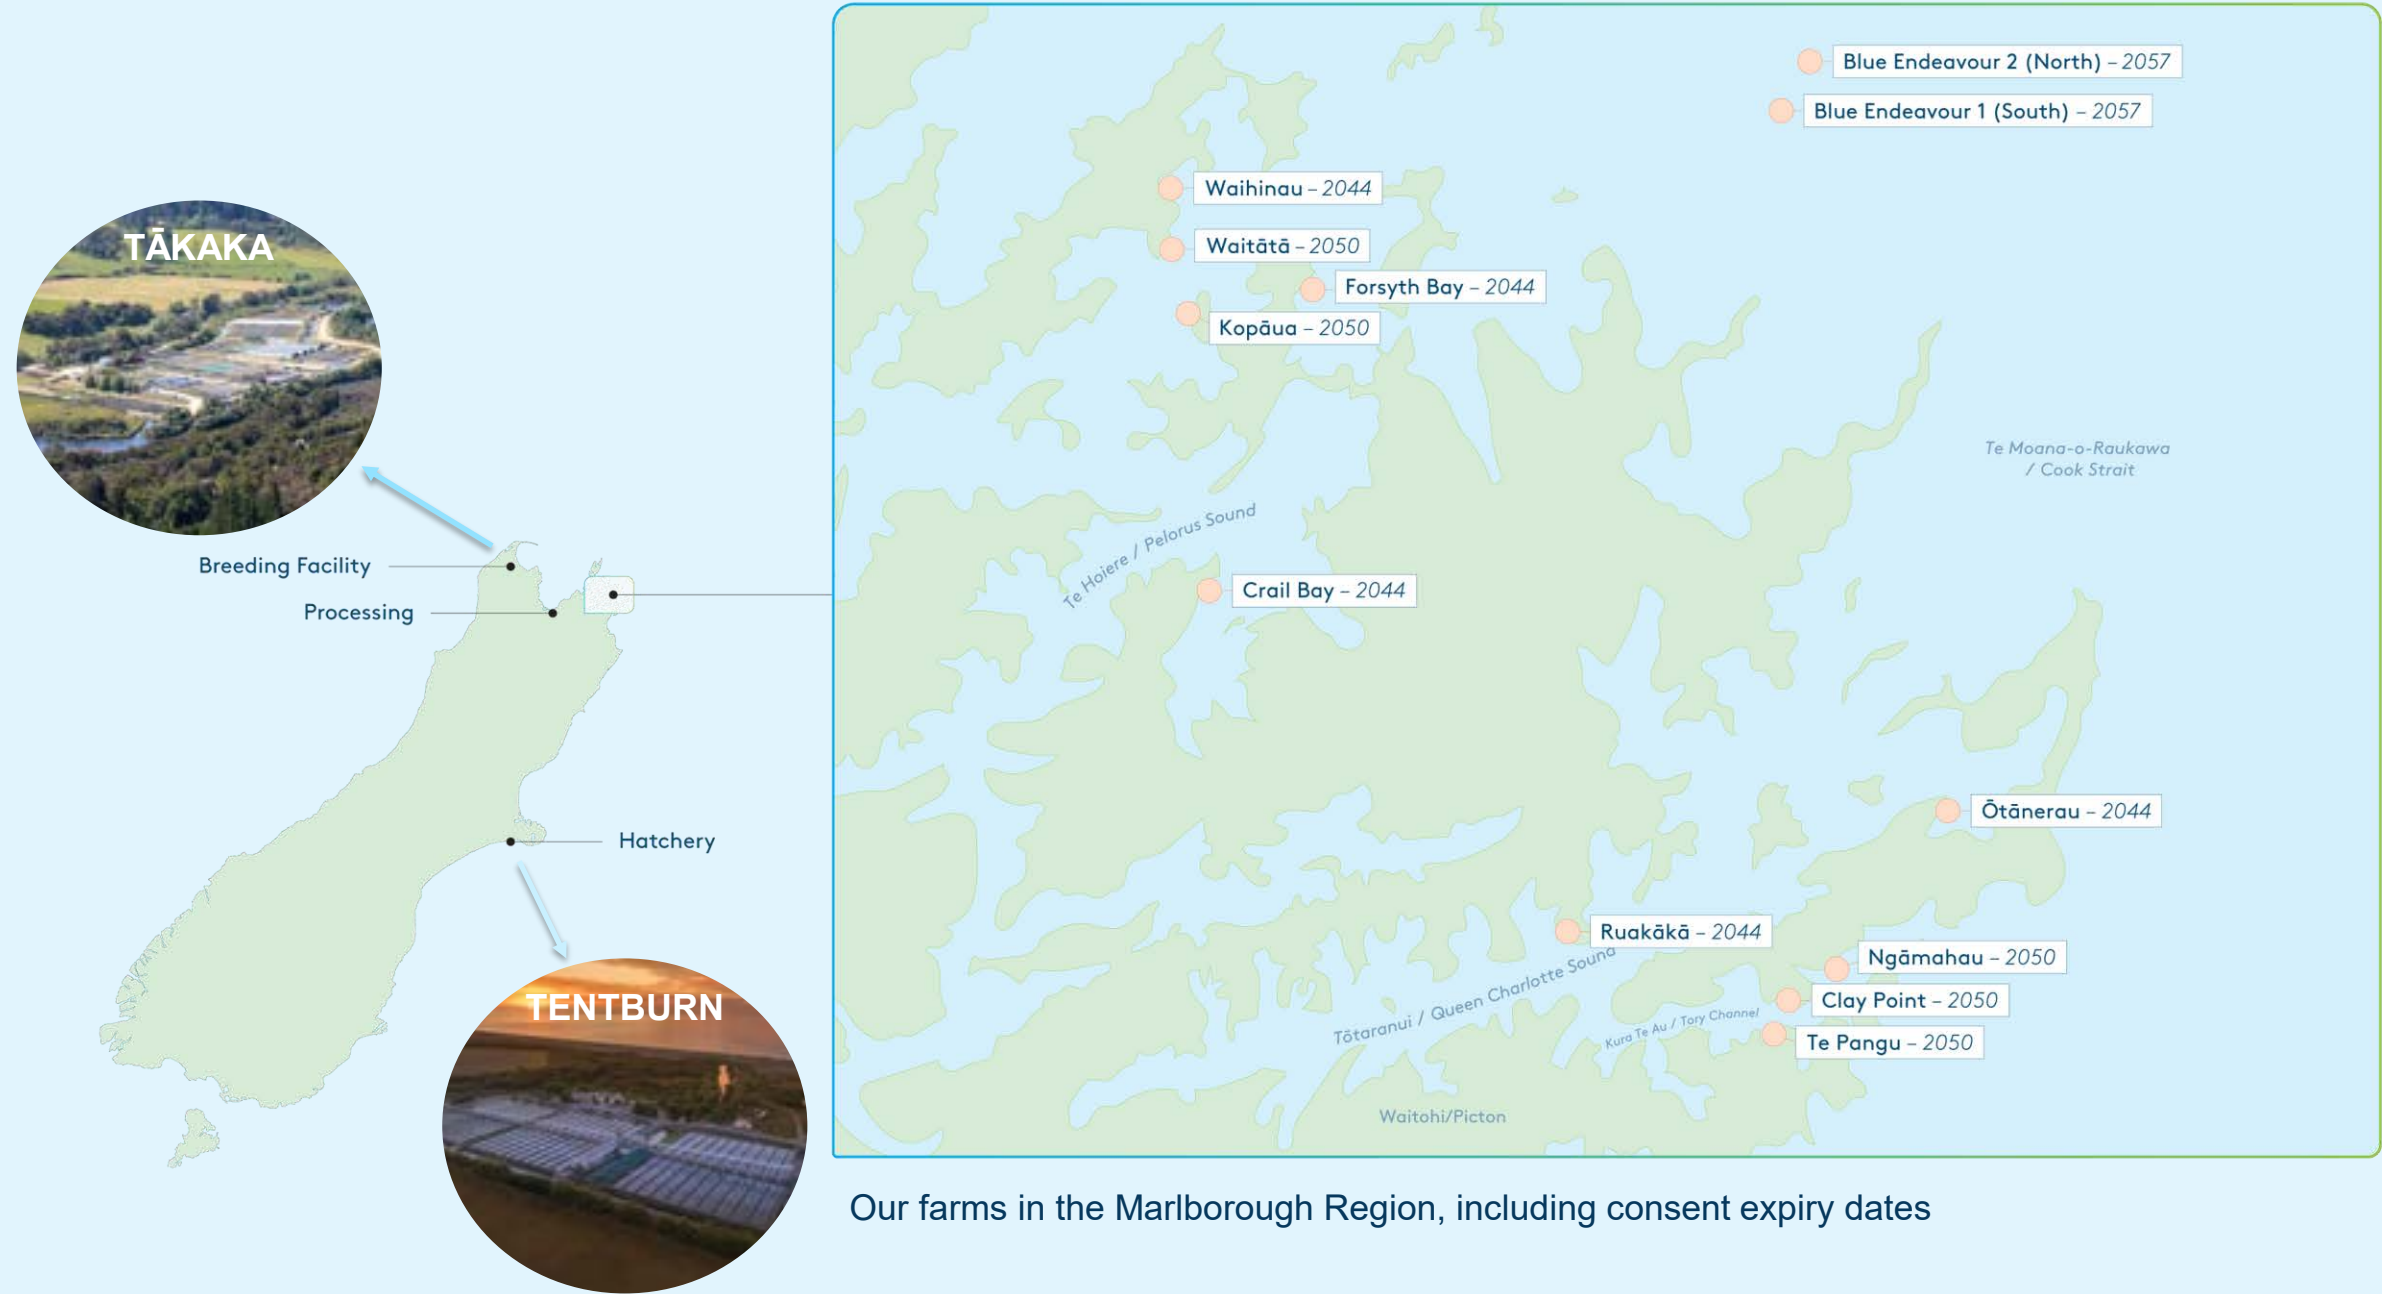 TĀKAKA
Breeding Facility
Processing
Hatchery
TENTBURN
Blue Endeavour 2 (North) – 2057
Blue Endeavour 1 (South) – 2057
Waihinau – 2044
Waitātā – 2050
Forsyth Bay – 2044
Kopāua – 2050
Te Moana-o-Raukawa
/ Cook Strait
Te Hoiere / Pelorus Sound
Crail Bay – 2044
Ōtānerau – 2044
Ruakākā – 2044
Ngāmahau – 2050
Tōtaranui / Queen Charlotte Sound
Clay Point – 2050
Kura Te Au / Tory Channel
Te Pangu – 2050
Waitohi/Picton
Our farms in the Marlborough Region, including consent expiry dates